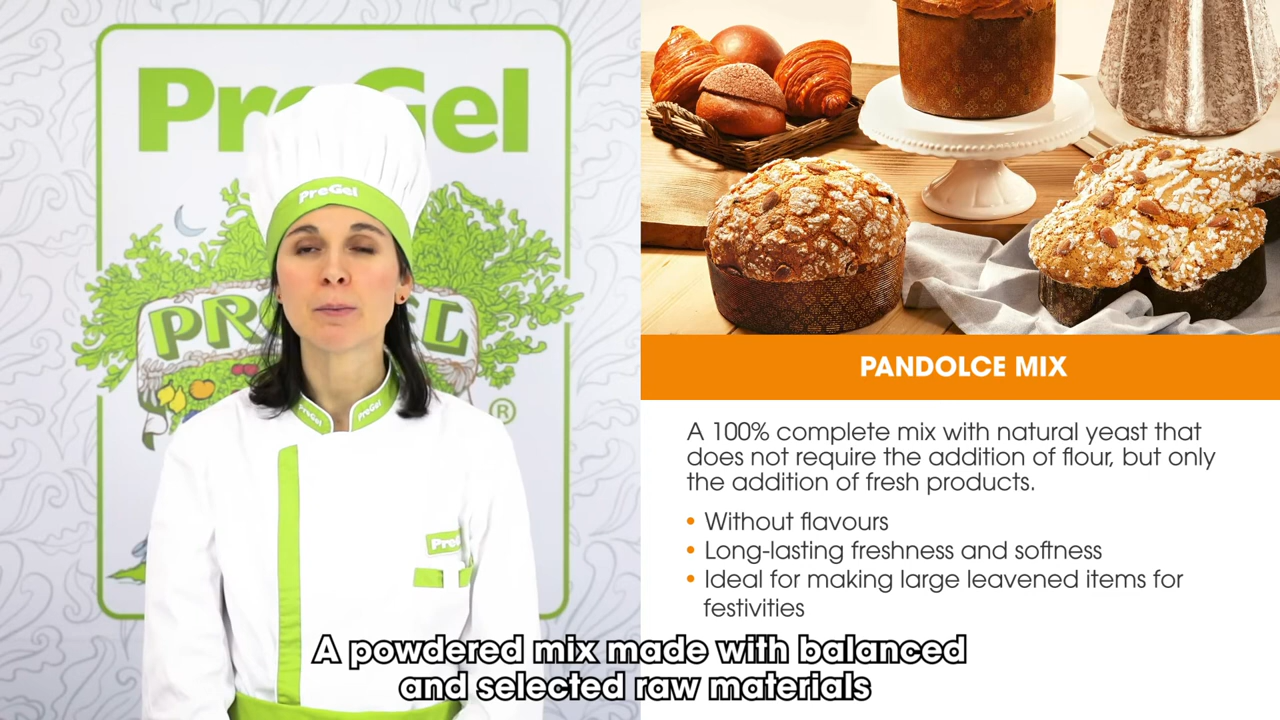 PreGel
PreGel
PREGEL
PreGel PreGel
®
PreGel
PANDOLCE MIX
A 100% complete mix with natural yeast that
does not require the addition of flour, but only
the addition of fresh products.
• Without flavours
• Long-lasting freshness and softness
• Ideal for making large leavened items for
festivities
A powdered mix made with balanced
and selected raw materials